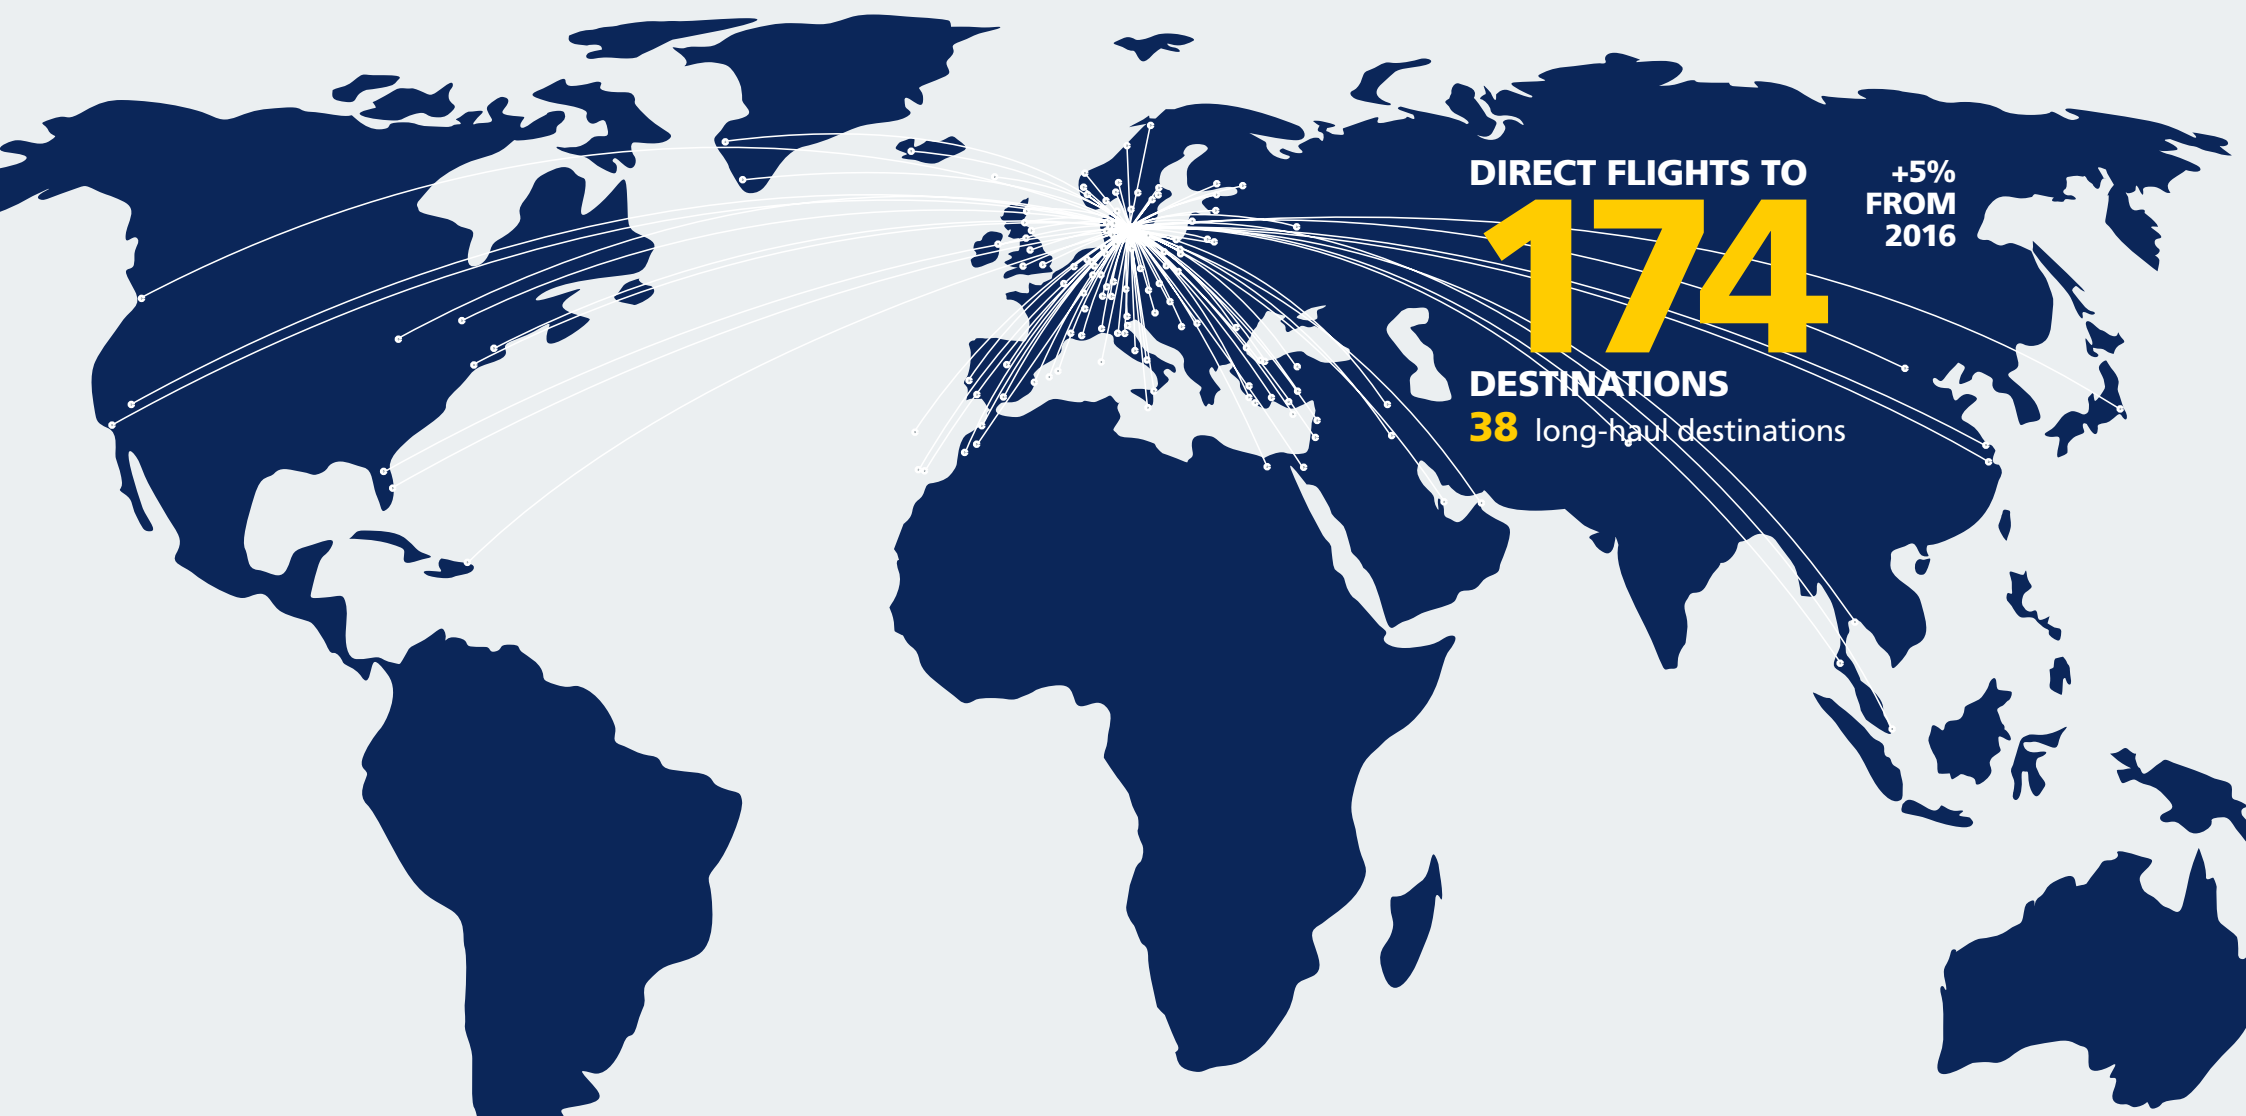 DIRECT FLIGHTS TO
174
DESTINATIONS
38 long-haul destinations
+5%
FROM
2016